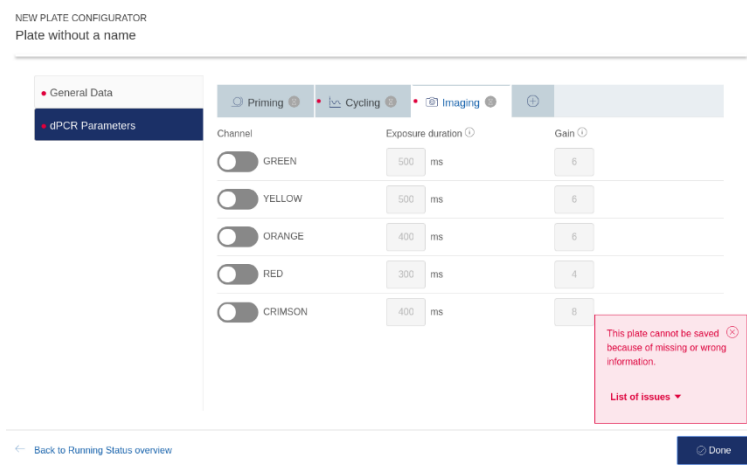 NEW PLATE CONFIGURATOR
Plate without a name
General Data
dPCR Parameters
Priming
Cycling
Imaging
Channel Exposure duration Gain
GREEN 500 ms 6
YELLOW 500 ms 6
ORANGE 400 ms 6
RED 300 ms 4
CRIMSON 400 ms 8
This plate cannot be saved
because of missing or wrong
information.
List of issues
Back to Running Status overview
Done